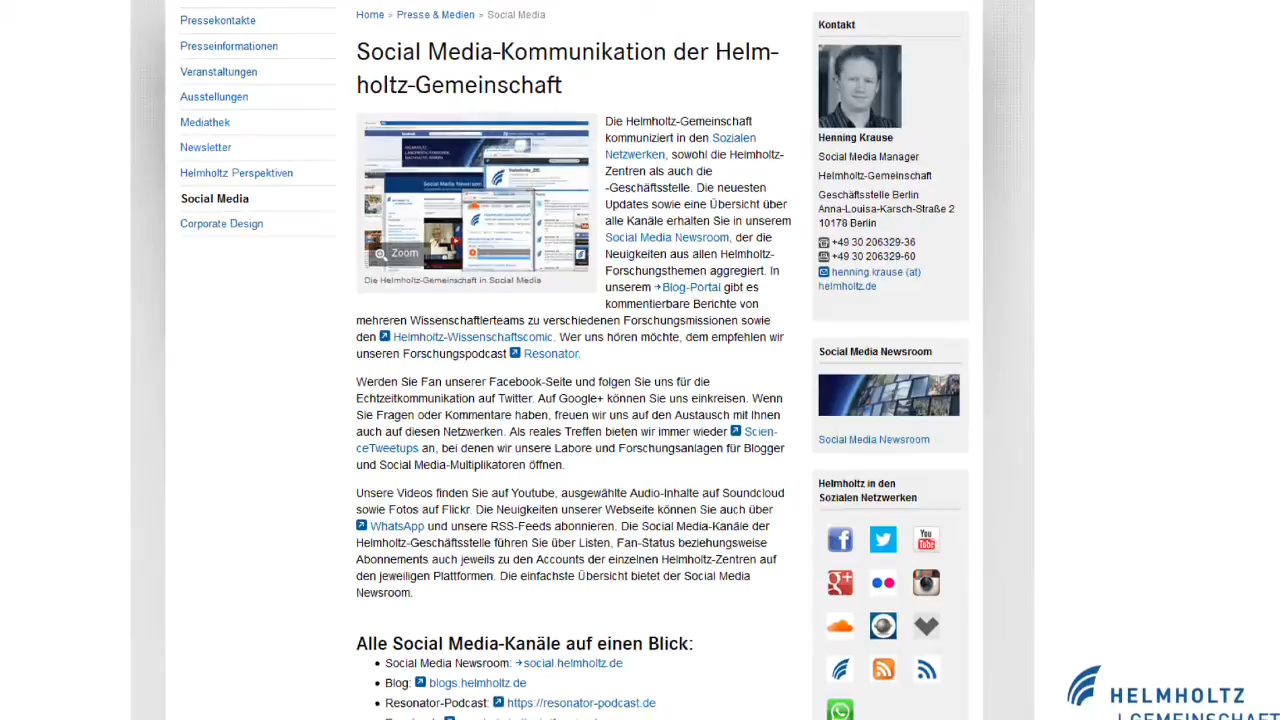 Pressekontakte
Presseinformationen
Veranstaltungen
Ausstellungen
Mediathek
Newsletter
Helmholtz Perspektiven
Social Media
Corporate Design
Home > Presse & Medien > Social Media
Social Media-Kommunikation der Helm-
holtz-Gemeinschaft
Zoom
Die Helmholtz-Gemeinschaft in Social Media
Die Helmholtz-Gemeinschaft
kommuniziert in den Sozialen
Netzwerken, sowohl die Helmholtz-
Zentren als auch die
-Geschäftsstelle. Die neuesten
Updates sowie eine Übersicht über
alle Kanäle erhalten Sie in unserem
Social Media Newsroom, der die
Neuigkeiten aus allen Helmholtz-
Forschungsthemen aggregiert. In
unserem Blog-Portal gibt es
kommentierbare Berichte von
mehreren Wissenschaftlerteams zu verschiedenen Forschungsmissionen sowie
den Helmholtz-Wissenschaftscomic. Wer uns hören möchte, dem empfehlen wir
unseren Forschungspodcast Resonator.
Werden Sie Fan unserer Facebook-Seite und folgen Sie uns für die
Echtzeitkommunikation auf Twitter. Auf Google+ können Sie uns einkreisen. Wenn
Sie Fragen oder Kommentare haben, freuen wir uns auf den Austausch mit Ihnen
auch auf diesen Netzwerken. Als reales Treffen bieten wir immer wieder Scien-
ceTweetups an, bei denen wir unsere Labore und Forschungsanlagen für Blogger
und Social Media-Multiplikatoren öffnen.
Unsere Videos finden Sie auf Youtube, ausgewählte Audio-Inhalte auf Soundcloud
sowie Fotos auf Flickr. Die Neuigkeiten unserer Webseite können Sie auch über
WhatsApp und unsere RSS-Feeds abonnieren. Die Social Media-Kanäle der
Helmholtz-Geschäftsstelle führen Sie über Listen, Fan-Status beziehungsweise
Abonnements auch jeweils zu den Accounts der einzelnen Helmholtz-Zentren auf
den jeweiligen Plattformen. Die einfachste Übersicht bietet der Social Media
Newsroom.
Alle Social Media-Kanäle auf einen Blick:
Social Media Newsroom: social.helmholtz.de
Blog: blogs.helmholtz.de
Resonator-Podcast: https://resonator-podcast.de
Kontakt
Henning Krause
Social Media Manager
Helmholtz-Gemeinschaft
Geschäftsstelle Berlin
Anna-Louisa-Karsch-Strasse 2
10178 Berlin
+49 30 206329-36
+49 30 206329-60
henning.krause (at)
helmholtz.de
Social Media Newsroom
Social Media Newsroom
Helmholtz in den
Sozialen Netzwerken
You
Tube
HELMHOLTZ
GEMEINSCHAFT